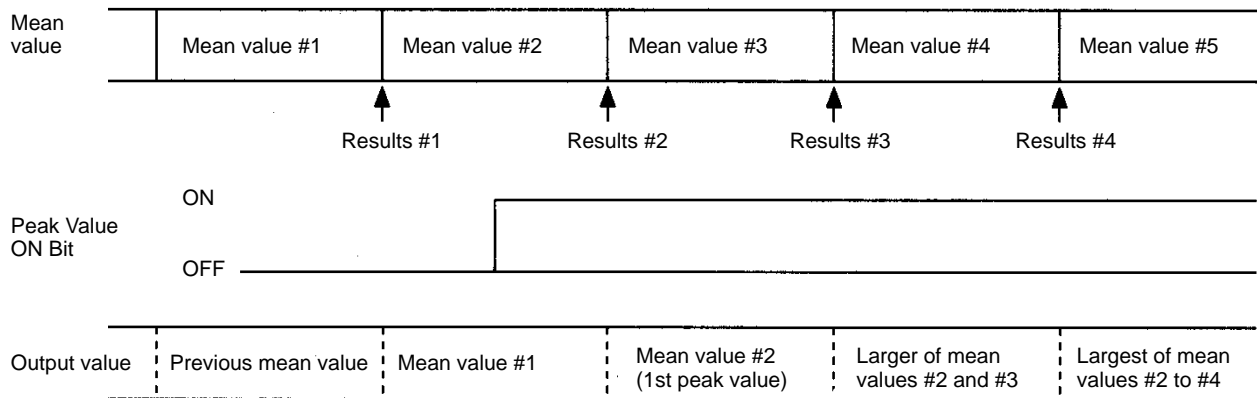 Mean
value
Mean value #1
Mean value #2
Mean value #3
Mean value #4
Mean value #5
Results #1
Results #2
Results #3
Results #4
Peak Value
ON Bit
ON
OFF
Output value
Previous mean value
Mean value #1
Mean value #2
(1st peak value)
Larger of mean
values #2 and #3
Largest of mean
values #2 to #4